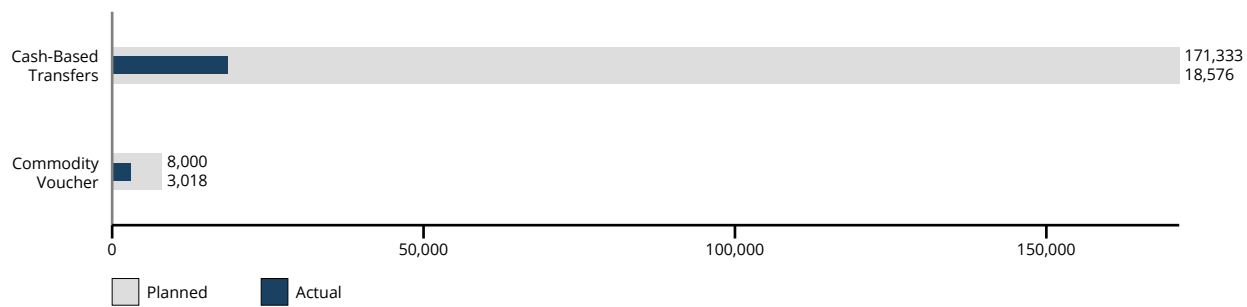 Cash-Based
Transfers
171,333
18,576
Commodity
Voucher
8,000
3,018
0
50,000
100,000
150,000
Planned
Actual